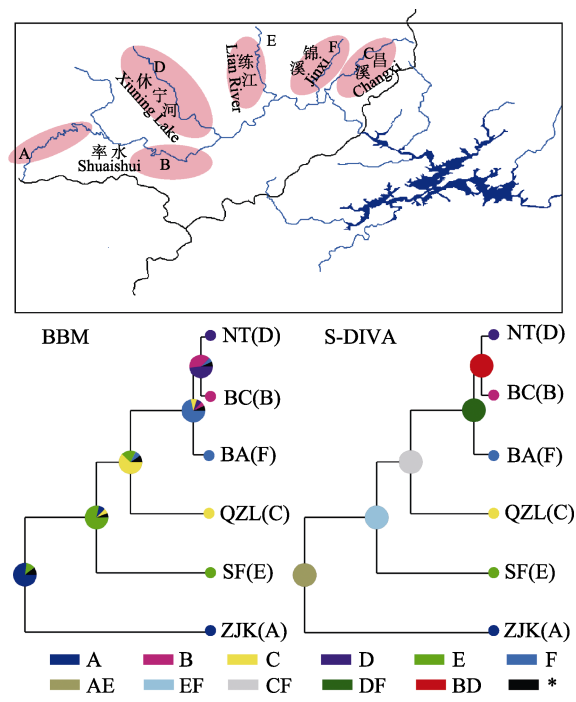 A
D
休宁河
Xiuning Lake
率水
Shuaishui
B
练江
Lian River
E
锦溪
Jinxi
F
昌溪
C
Changxi
BBM
NT(D)
BC(B)
BA(F)
QZL(C)
SF(E)
ZJK(A)
S-DIVA
NT(D)
BC(B)
BA(F)
QZL(C)
SF(E)
ZJK(A)
A B C D E F
AE EF CF DF BD *